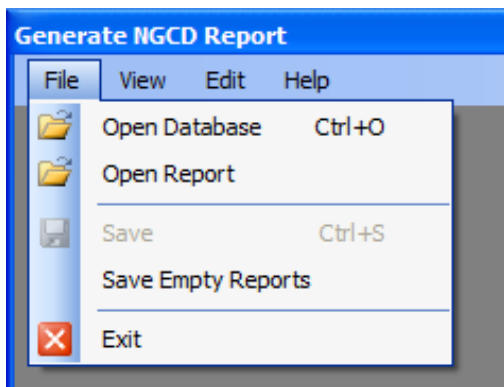 Generate NGCD Report
File View Edit Help
Open Database Ctrl+O
Open Report
Save Ctrl+S
Save Empty Reports
Exit